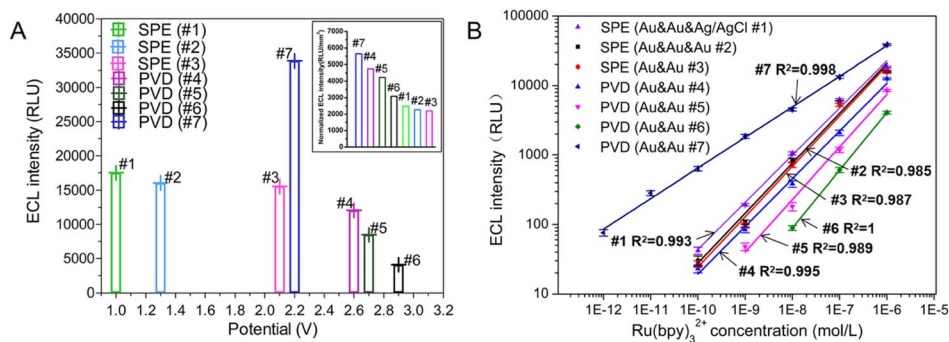 A
ECL intensity (RLU)
40000
35000
30000
25000
20000
15000
10000
5000
0
SPE (#1)
SPE (#2)
SPE (#3)
PVD (#4)
PVD (#5)
PVD (#6)
PVD (#7)
#1
#2
#3
#7
#4
#5
#6
Normalized ECL intensity(RLU/mm²)
7000
6000
5000
4000
3000
2000
1000
0
#7
#4
#5
#6
#1
#2
#3
1.0 1.2 1.4 1.6 1.8 2.0 2.2 2.4 2.6 2.8 3.0
Potential (V)
B
ECL intensity (RLU)
100000
10000
1000
100
10
SPE (Au&Au&Ag/AgCl #1)
SPE (Au&Au&Au #2)
SPE (Au&Au #3)
PVD (Au&Au #4)
PVD (Au&Au #5)
PVD (Au&Au #6)
PVD (Au&Au #7)
#7 R²=0.998
#2 R²=0.985
#3 R²=0.987
#6 R²=1
#1 R²=0.993
#5 R²=0.989
#4 R²=0.995
1E-12 1E-11 1E-10 1E-9 1E-8 1E-7 1E-6 1E-5
Ru(bpy)₃²⁺ concentration (mol/L)